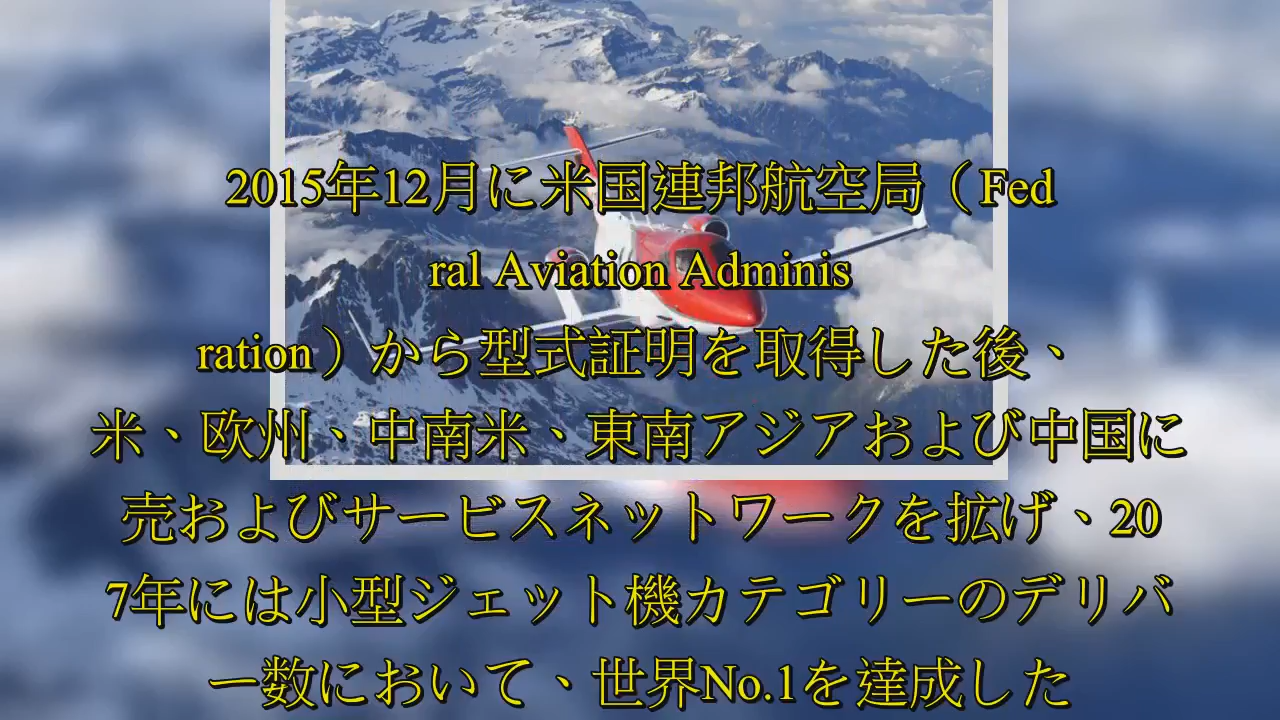 2015年12月に米国連邦航空局（Fed
ral Aviation Adminis
ration）から型式証明を取得した後、
米、欧州、中南米、東南アジアおよび中国に
売およびサービスネットワークを拡げ、20
7年には小型ジェット機カテゴリーのデリバ
ー数において、世界No.1を達成した